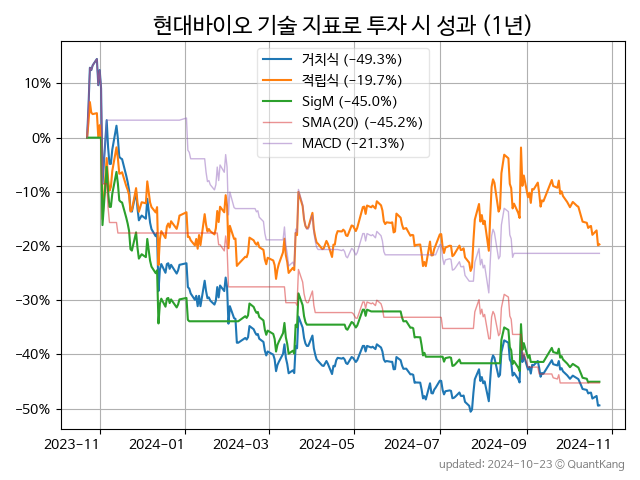 현대바이오 기술 지표로 투자 시 성과 (1년)
거치식 (−49.3%)
적립식 (−19.7%)
SigM (−45.0%)
SMA(20) (−45.2%)
MACD (−21.3%)
10%
0%
−10%
−20%
−30%
−40%
−50%
2023-11 2024-01 2024-03 2024-05 2024-07 2024-09 2024-11
updated: 2024-10-23 © QuantKang